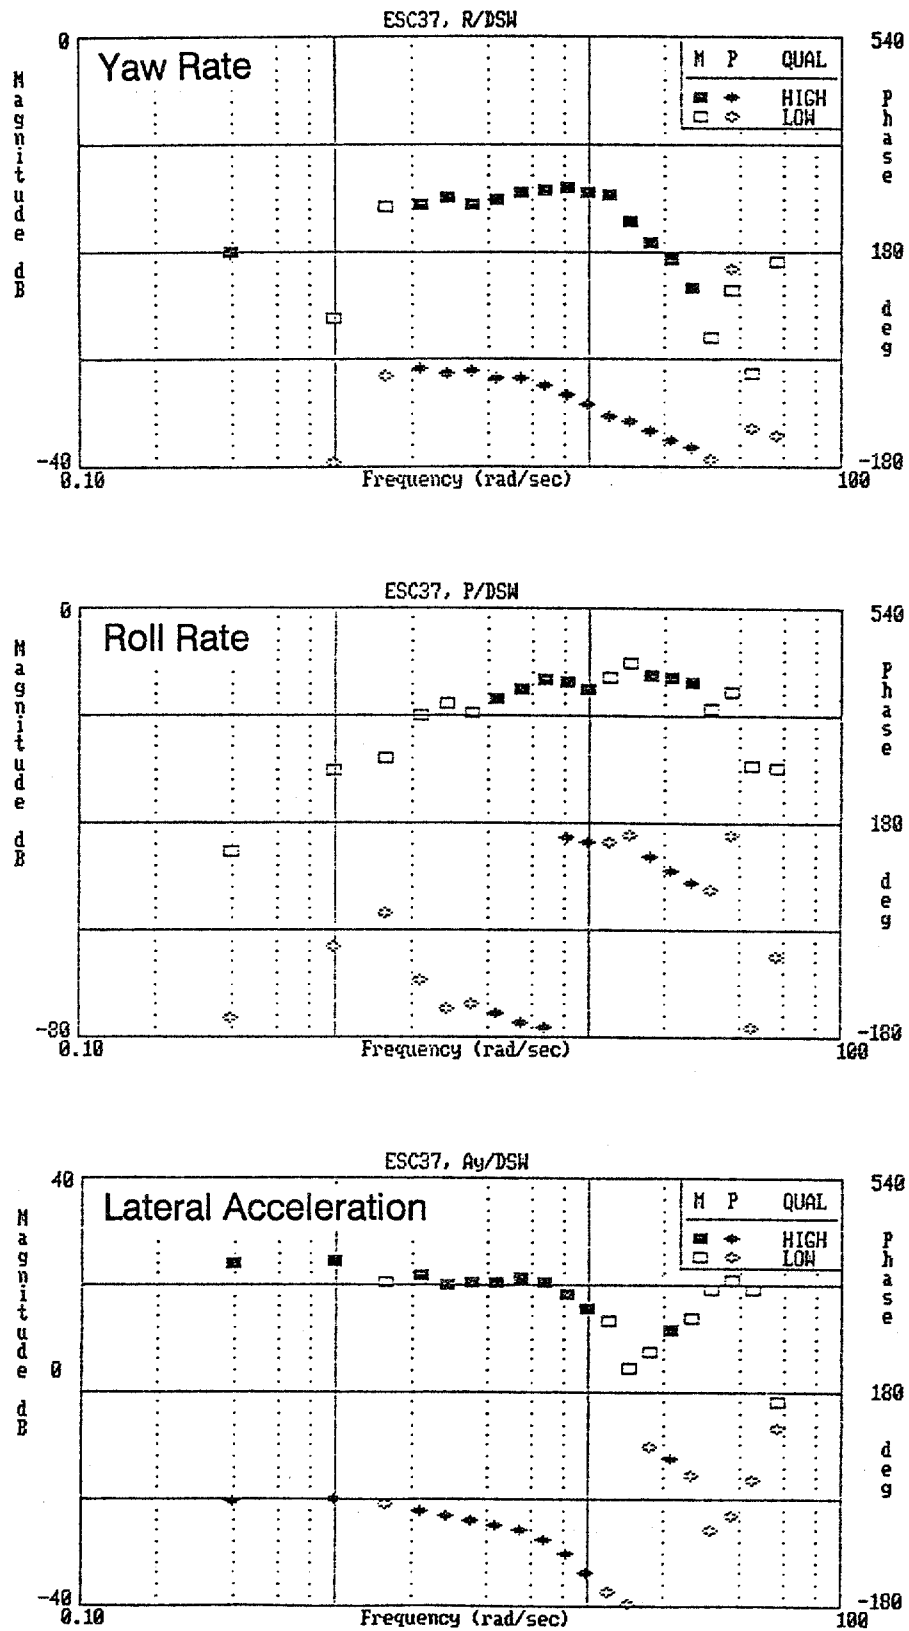 ESC37, R/DSW
0
Yaw Rate
M P QUAL
HIGH
LOW
540
Magnitude dB
Phase deg
180
-40
-180
0.10
Frequency (rad/sec)
100
ESC37, P/DSW
0
Roll Rate
540
Magnitude dB
Phase deg
180
-80
-180
0.10
Frequency (rad/sec)
100
ESC37, Ay/DSW
40
Lateral Acceleration
M P QUAL
HIGH
LOW
540
Magnitude dB
Phase deg
0
180
-40
-180
0.10
Frequency (rad/sec)
100